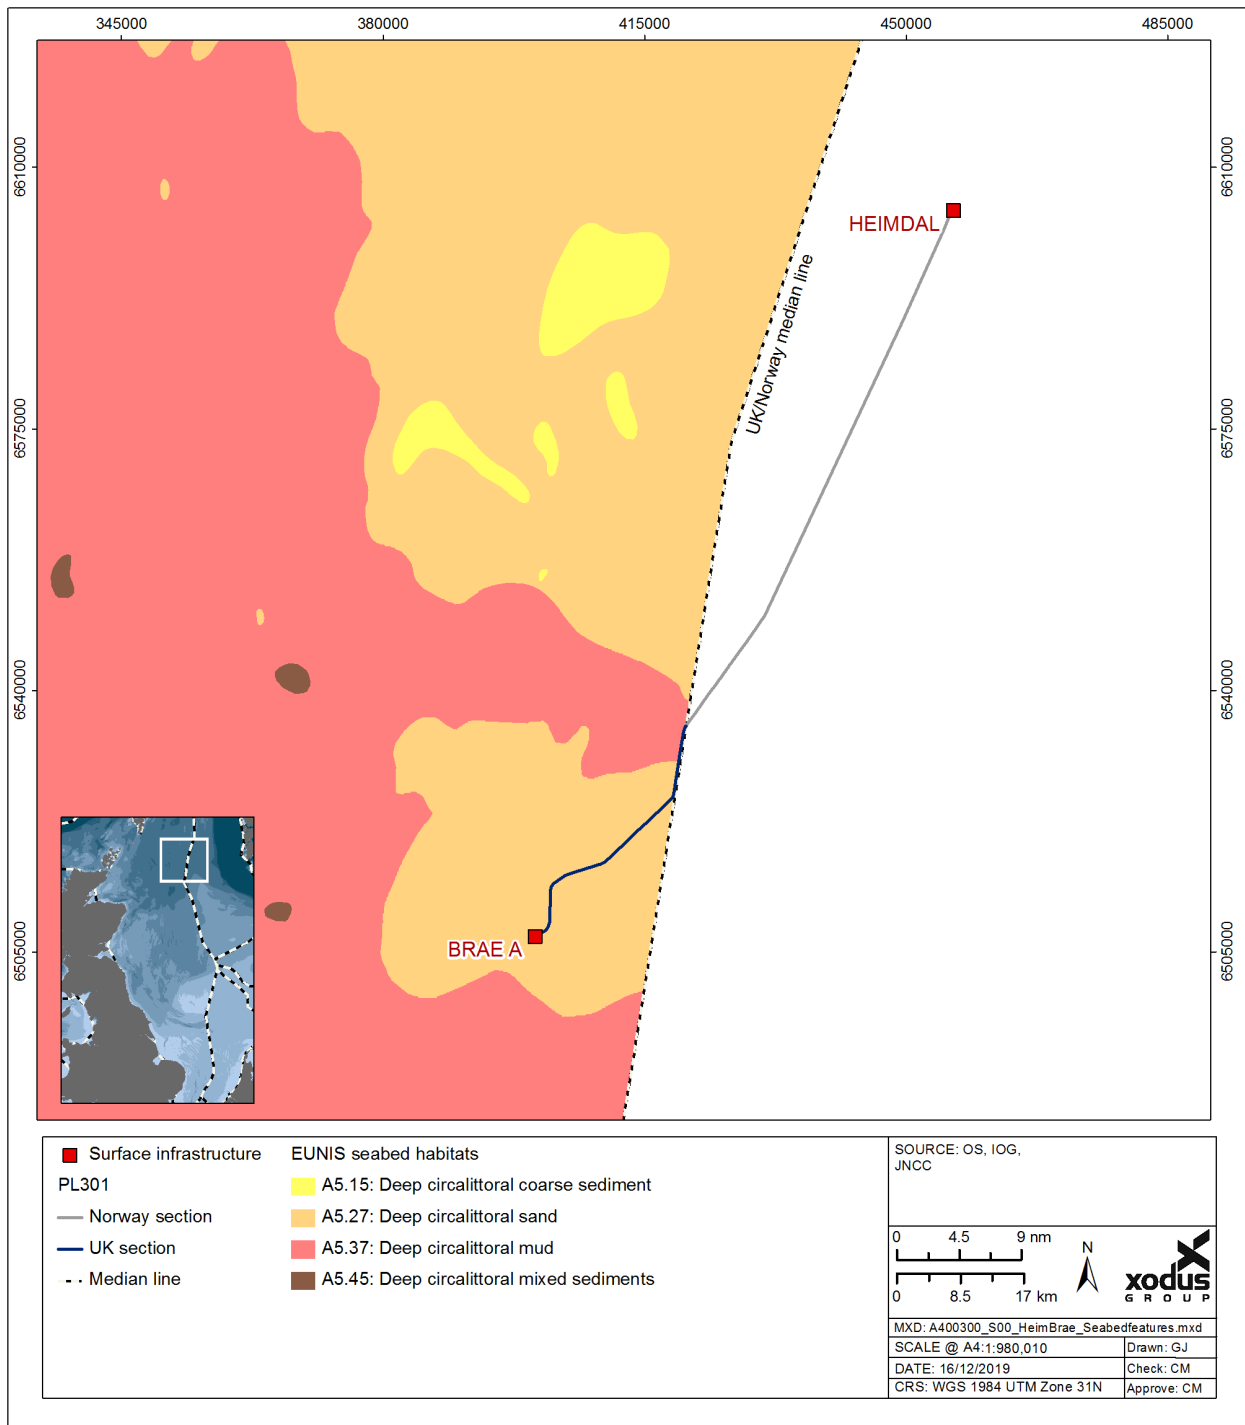 345000 380000 415000 450000 485000
6610000 6610000
HEIMDAL
UK/Norway median line
6575000 6575000
6540000 6540000
BRAE A
6505000 6505000
Surface infrastructure
PL301
Norway section
UK section
Median line
EUNIS seabed habitats
A5.15: Deep circalittoral coarse sediment
A5.27: Deep circalittoral sand
A5.37: Deep circalittoral mud
A5.45: Deep circalittoral mixed sediments
SOURCE: OS, IOG,
JNCC
0 4.5 9 nm
0 8.5 17 km
N
xodus
GROUP
MXD: A400300_S00_HeimBrae_Seabedfeatures.mxd
SCALE @ A4:1:980,010
Drawn: GJ
DATE: 16/12/2019
Check: CM
CRS: WGS 1984 UTM Zone 31N
Approve: CM